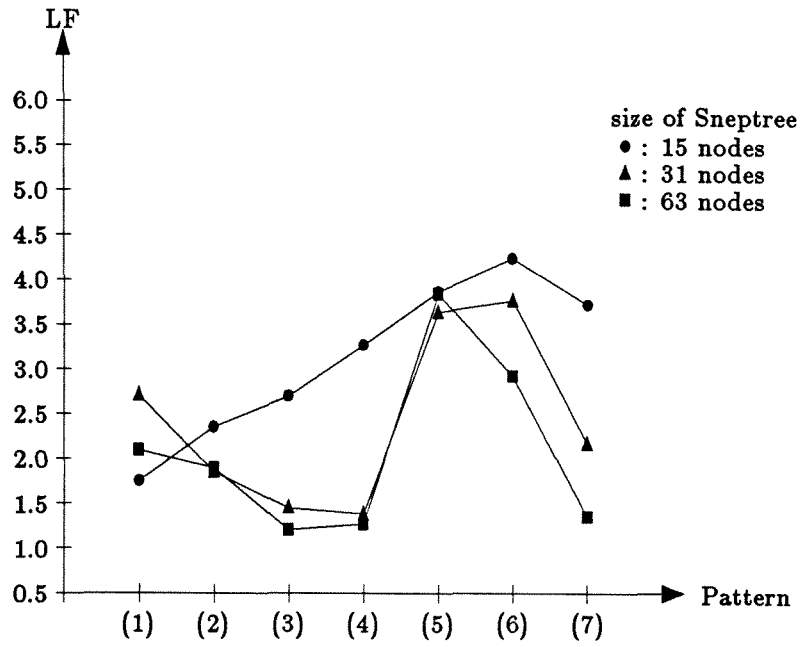 LF
6.0
5.5
5.0
4.5
4.0
3.5
3.0
2.5
2.0
1.5
1.0
0.5
size of Sneptree
● : 15 nodes
▲ : 31 nodes
■ : 63 nodes
Pattern
(1) (2) (3) (4) (5) (6) (7)